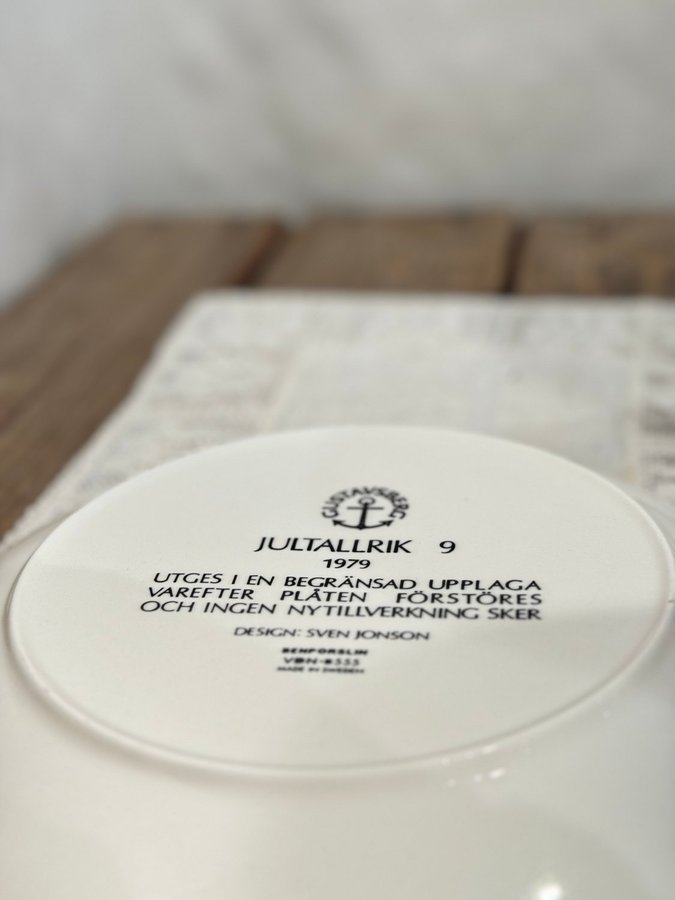 GUSTAVSBERG
JULTALLRIK 9
1979
UTGES I EN BEGRÄNSAD UPPLAGA
VAREFTER PLÅTEN FÖRSTÖRES
OCH INGEN NYTILLVERKNING SKER
DESIGN: SVEN JONSON
BENPORSLIN
MADE IN SWEDEN